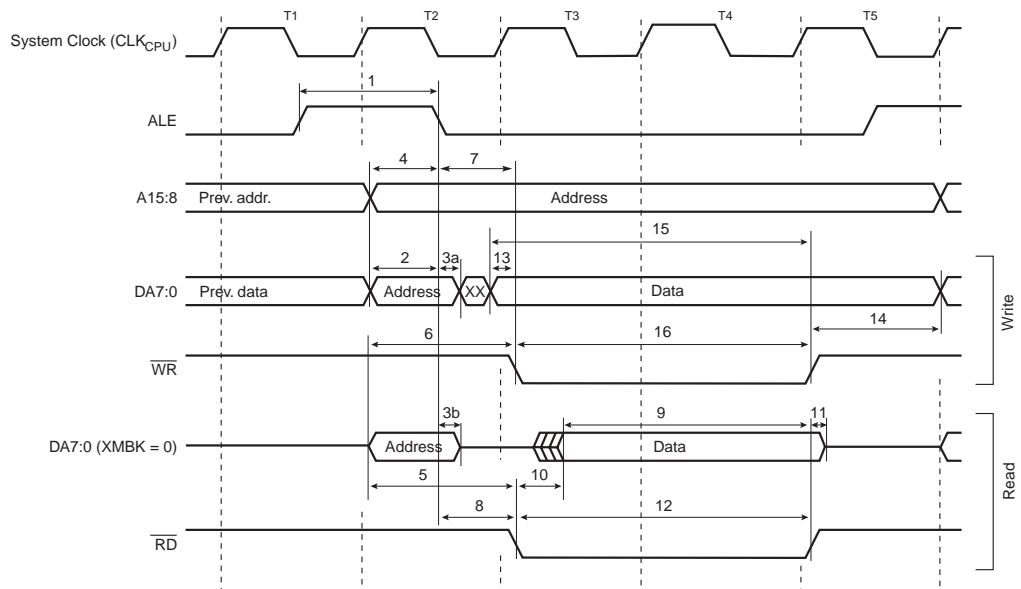 T1 T2 T3 T4 T5
System Clock (CLKCPU)
1
ALE
4 7
A15:8 Prev. addr. Address
15
2 3a 13
DA7:0 Prev. data Address XX Data
14
6 16
WR
Write
3b 9 11
DA7:0 (XMBK = 0) Address Data
5 10
8 12
RD
Read